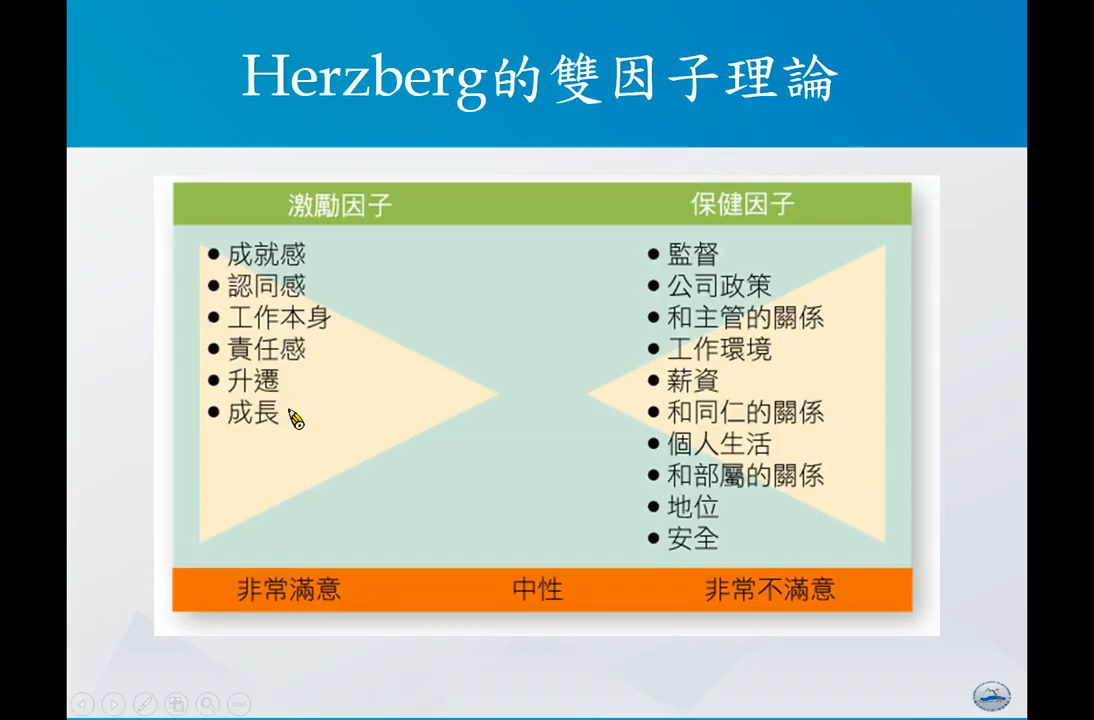 Herzberg的雙因子理論
激勵因子
保健因子
● 成就感
● 認同感
● 工作本身
● 責任感
● 升遷
● 成長
● 監督
● 公司政策
● 和主管的關係
● 工作環境
● 薪資
● 和同仁的關係
● 個人生活
● 和部屬的關係
● 地位
● 安全
非常滿意
中性
非常不滿意